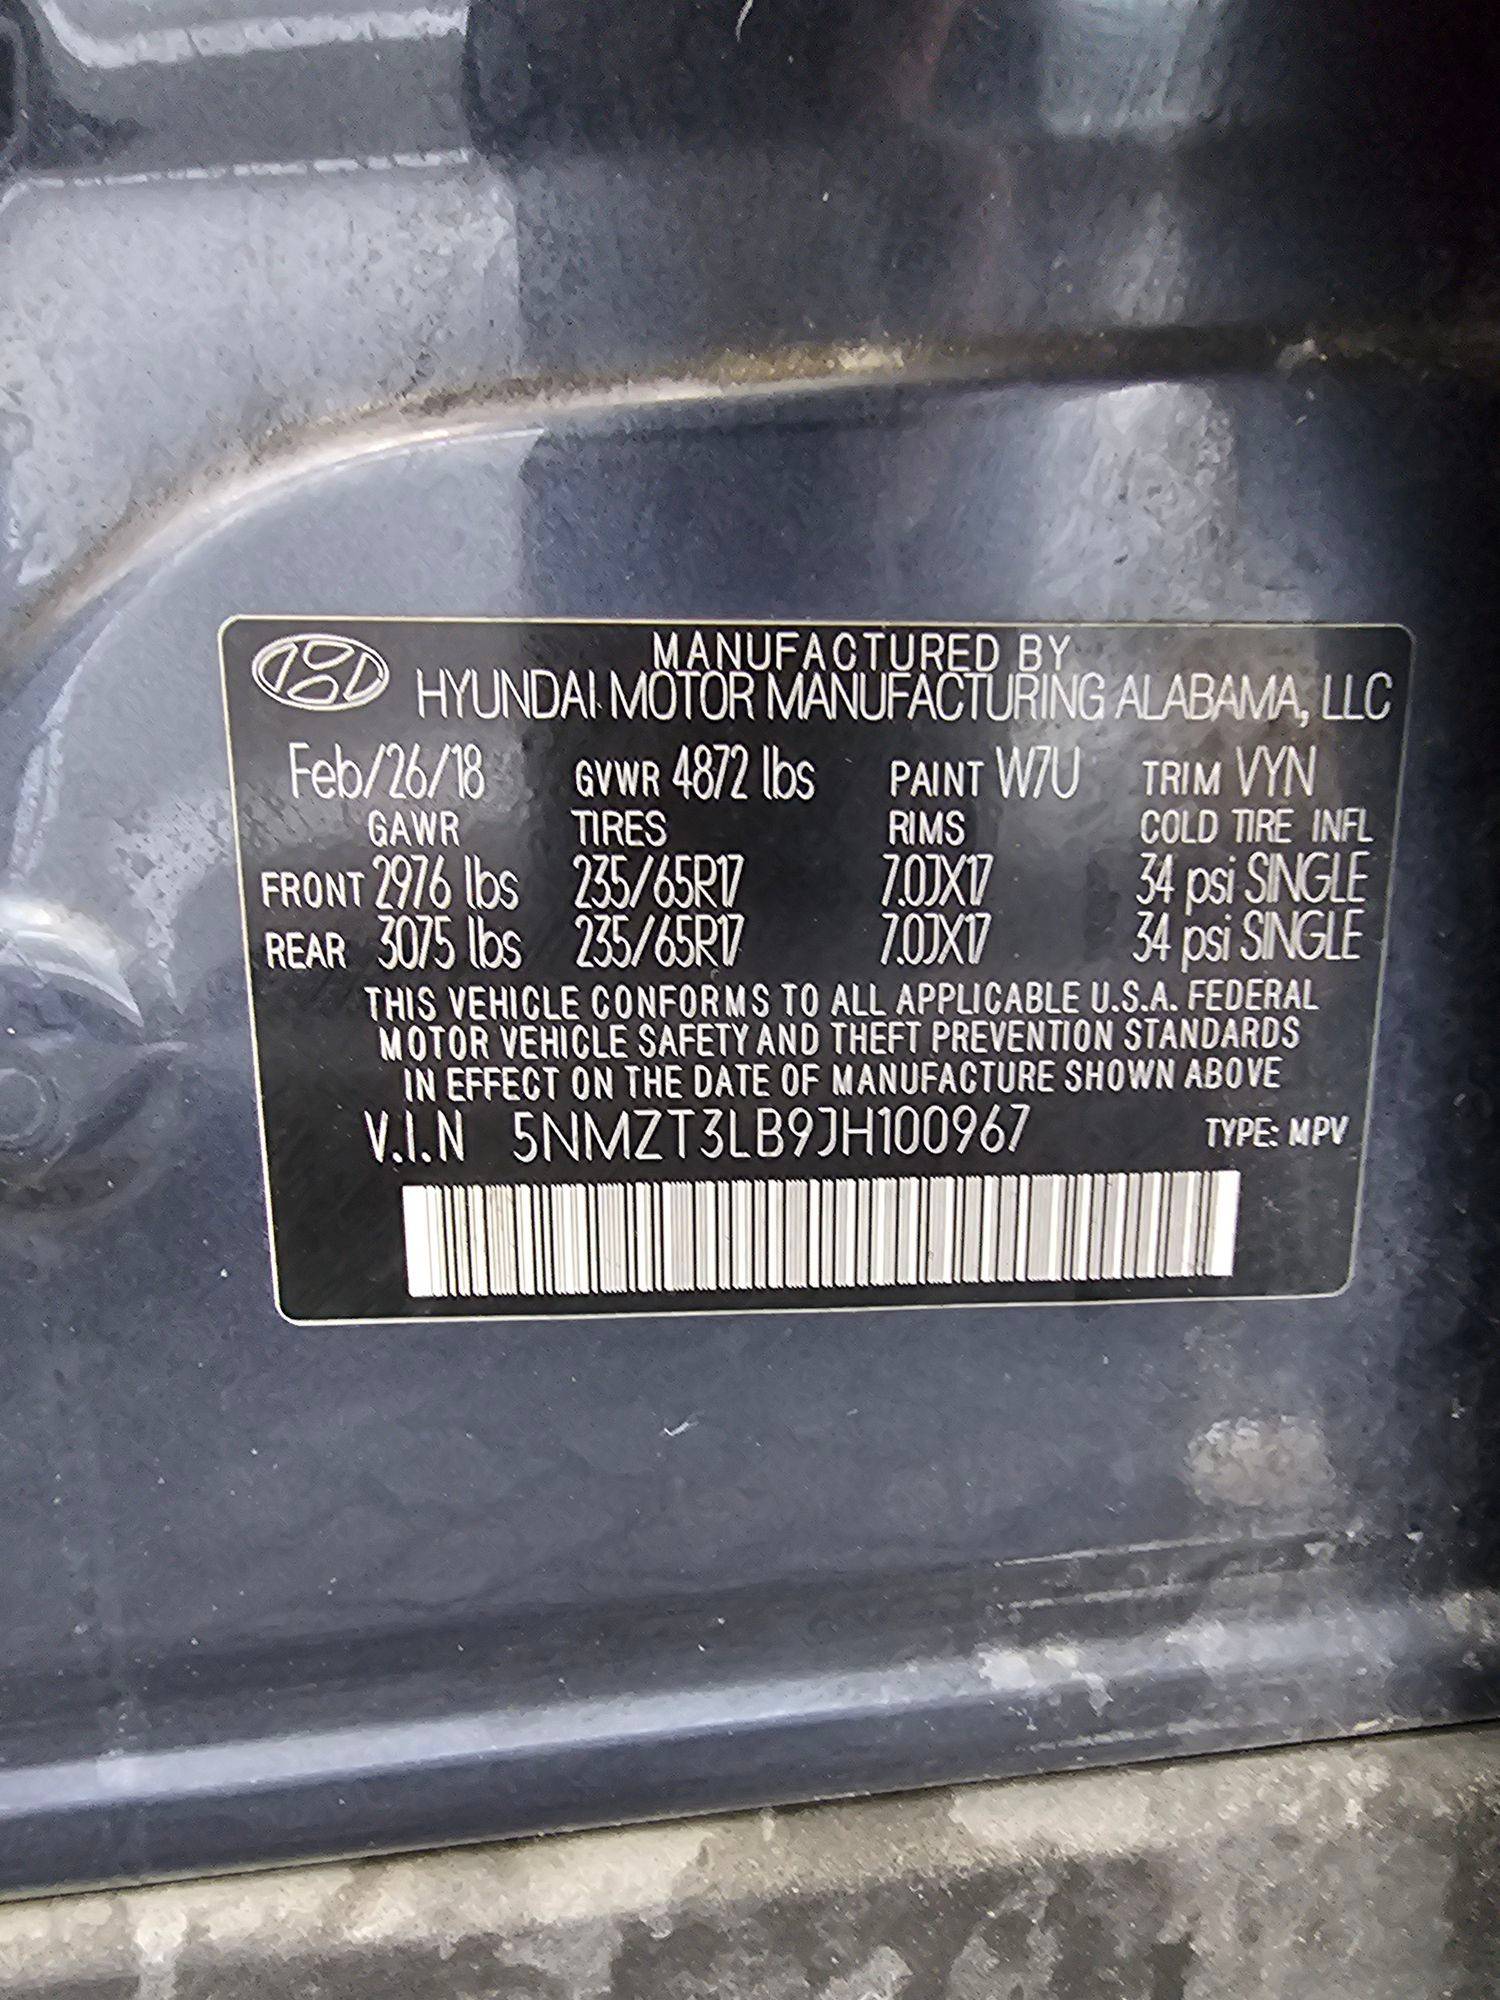 MANUFACTURED BY
HYUNDAI MOTOR MANUFACTURING ALABAMA, LLC
Feb/26/18 GVWR 4872 lbs PAINT W7U TRIM VYN
GAWR TIRES RIMS COLD TIRE INFL
FRONT 2976 lbs 235/65R17 7.0JX17 34 psi SINGLE
REAR 3075 lbs 235/65R17 7.0JX17 34 psi SINGLE
THIS VEHICLE CONFORMS TO ALL APPLICABLE U.S.A. FEDERAL
MOTOR VEHICLE SAFETY AND THEFT PREVENTION STANDARDS
IN EFFECT ON THE DATE OF MANUFACTURE SHOWN ABOVE
V.I.N 5NMZT3LB9JH100967 TYPE: MPV